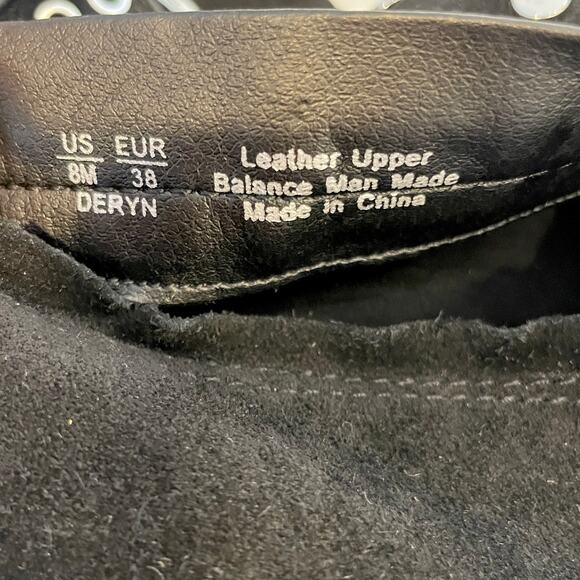 US EUR
8M 38
DERYN
Leather Upper
Balance Man Made
Made in China